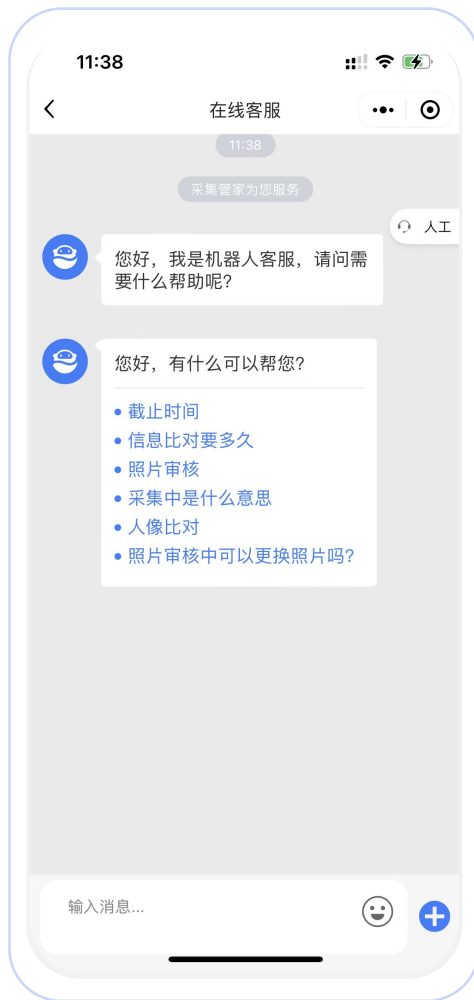 11:38
在线客服
11:38
采集管家为您服务
人工
您好，我是机器人客服，请问需
要什么帮助呢?
您好，有什么可以帮您?
截止时间
信息比对要多久
照片审核
采集中是什么意思
人像比对
照片审核中可以更换照片吗?
输入消息...